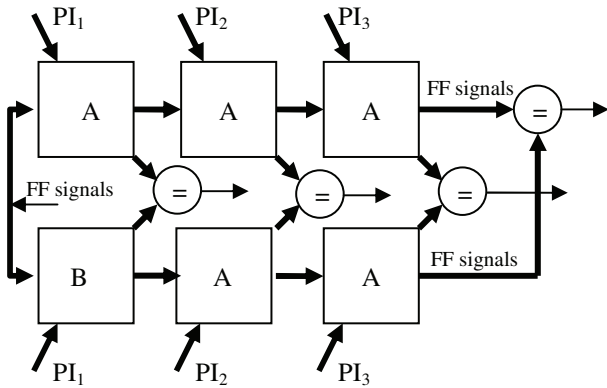 PI₁ PI₂ PI₃
FF signals
A A A =
FF signals
= = =
B A A
FF signals
PI₁ PI₂ PI₃